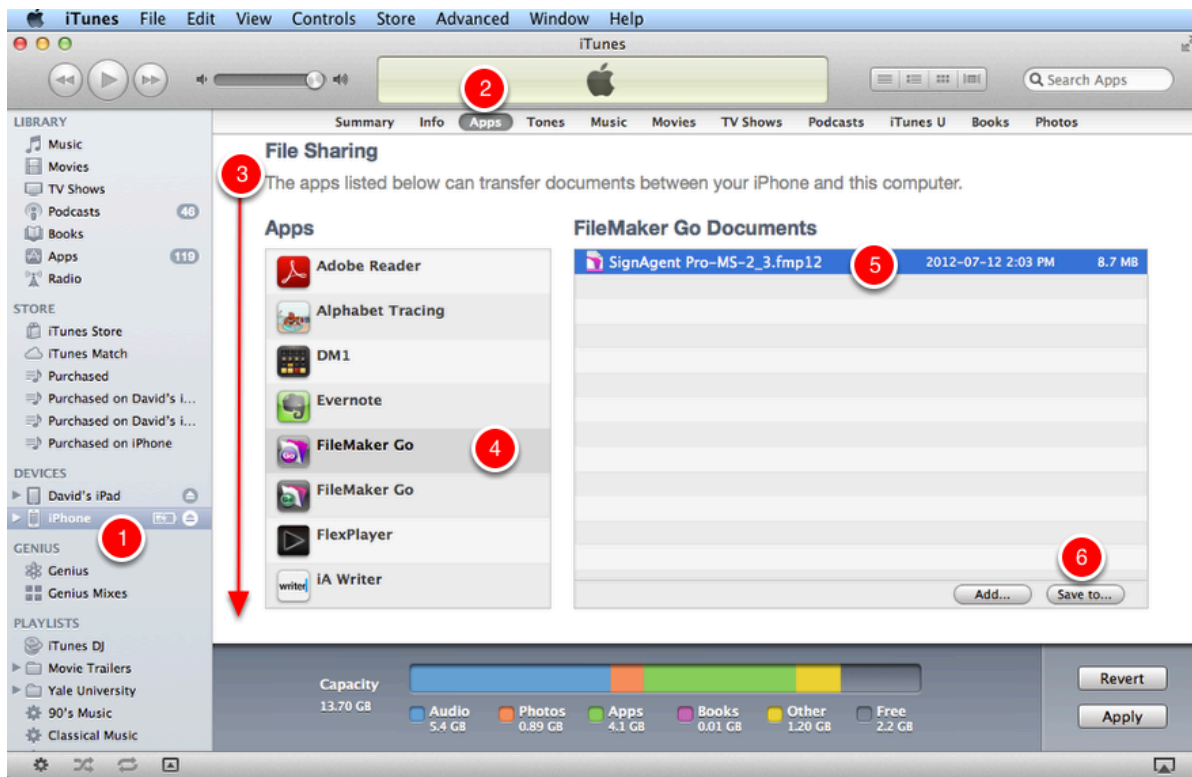 iTunes File Edit View Controls Store Advanced Window Help
iTunes
Search Apps
2
LIBRARY
Music
Movies
TV Shows
Podcasts 46
Books
Apps 119
Radio
STORE
iTunes Store
iTunes Match
Purchased
Purchased on David's i...
Purchased on David's i...
Purchased on iPhone
DEVICES
David's iPad
iPhone
1
GENIUS
Genius
Genius Mixes
PLAYLISTS
iTunes DJ
Movie Trailers
Yale University
90's Music
Classical Music
Summary Info Apps Tones Music Movies TV Shows Podcasts iTunes U Books Photos
File Sharing
3
The apps listed below can transfer documents between your iPhone and this computer.
Apps
Adobe Reader
Alphabet Tracing
DM1
Evernote
FileMaker Go
4
FileMaker Go
FlexPlayer
writer iA Writer
FileMaker Go Documents
SignAgent Pro-MS-2_3.fmp12 5 2012-07-12 2:03 PM 8.7 MB
6
Add... Save to...
Capacity
13.70 GB
Audio Photos Apps Books Other Free
5.4 GB 0.89 GB 4.1 GB 0.01 GB 1.20 GB 2.2 GB
Revert
Apply